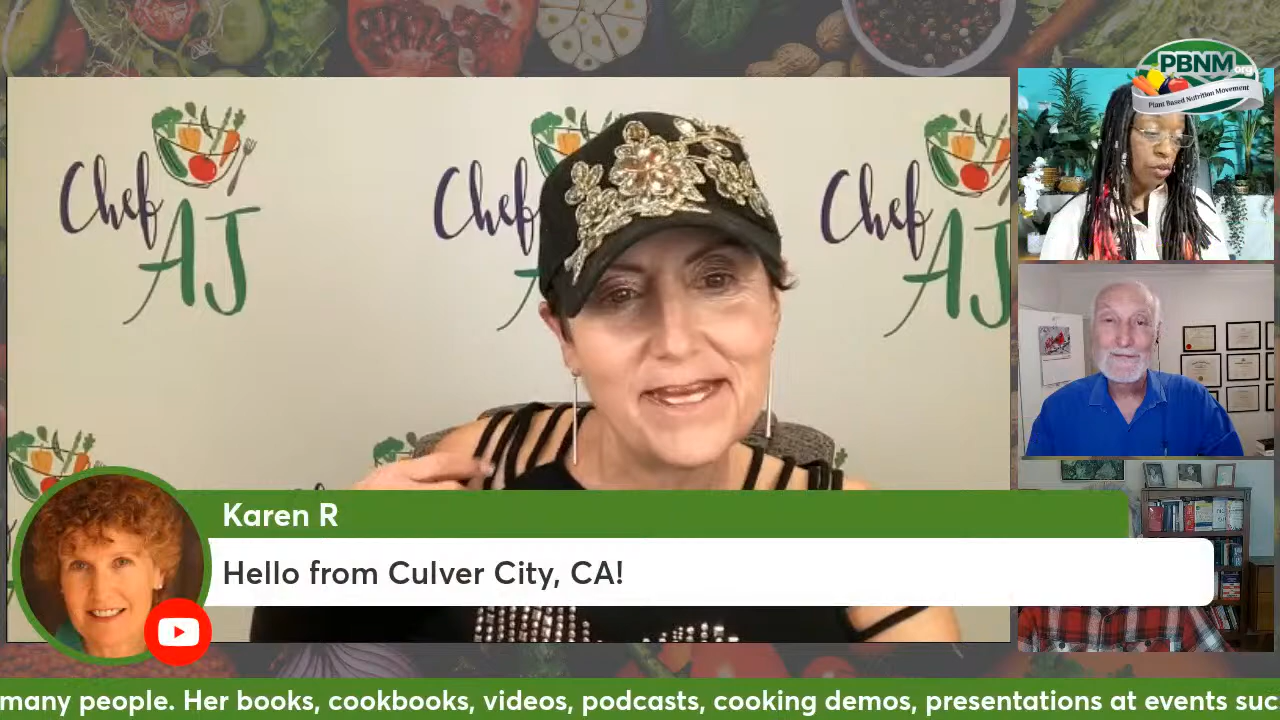 PBNM.org
Plant Based Nutrition Movement
Chef AJ
Chef
Chef AJ
Karen R
Hello from Culver City, CA!
many people. Her books, cookbooks, videos, podcasts, cooking demos, presentations at events suc